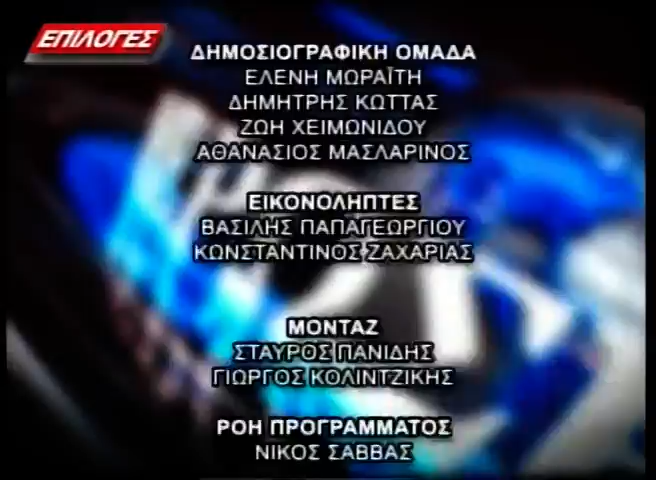 ΕΠΙΛΟΓΕΣ
ΔΗΜΟΣΙΟΓΡΑΦΙΚΗ ΟΜΑΔΑ
ΕΛΕΝΗ ΜΩΡΑΪΤΗ
ΔΗΜΗΤΡΗΣ ΚΩΤΤΑΣ
ΖΩΗ ΧΕΙΜΩΝΙΔΟΥ
ΑΘΑΝΑΣΙΟΣ ΜΑΣΛΑΡΙΝΟΣ
ΕΙΚΟΝΟΛΗΠΤΕΣ
ΒΑΣΙΛΗΣ ΠΑΠΑΓΕΩΡΓΙΟΥ
ΚΩΝΣΤΑΝΤΙΝΟΣ ΖΑΧΑΡΙΑΣ
ΜΟΝΤΑΖ
ΣΤΑΥΡΟΣ ΠΑΝΙΔΗΣ
ΓΙΩΡΓΟΣ ΚΟΛΙΝΤΖΙΚΗΣ
ΡΟΗ ΠΡΟΓΡΑΜΜΑΤΟΣ
ΝΙΚΟΣ ΣΑΒΒΑΣ